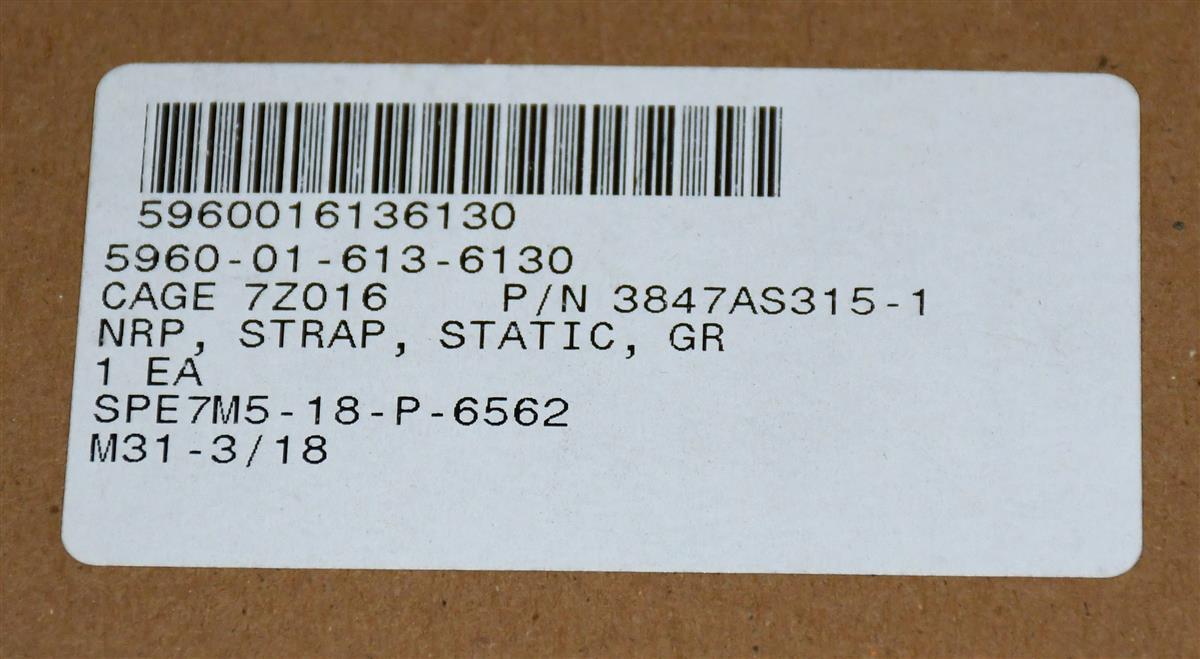 5960016136130
5960-01-613-6130
CAGE 7Z016 P/N 3847AS315-1
NRP, STRAP, STATIC, GR
1 EA
SPE7M5-18-P-6562
M31-3/18